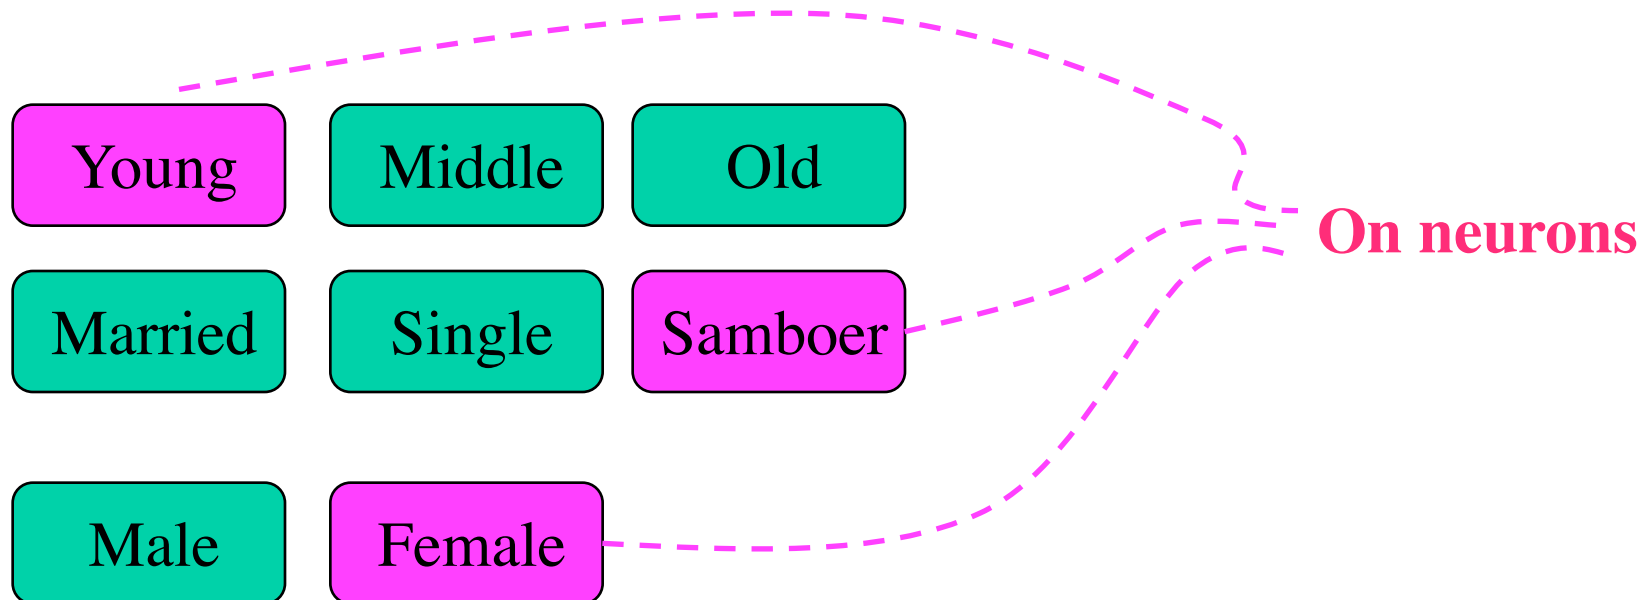 Young Middle Old
On neurons
Married Single Samboer
Male Female